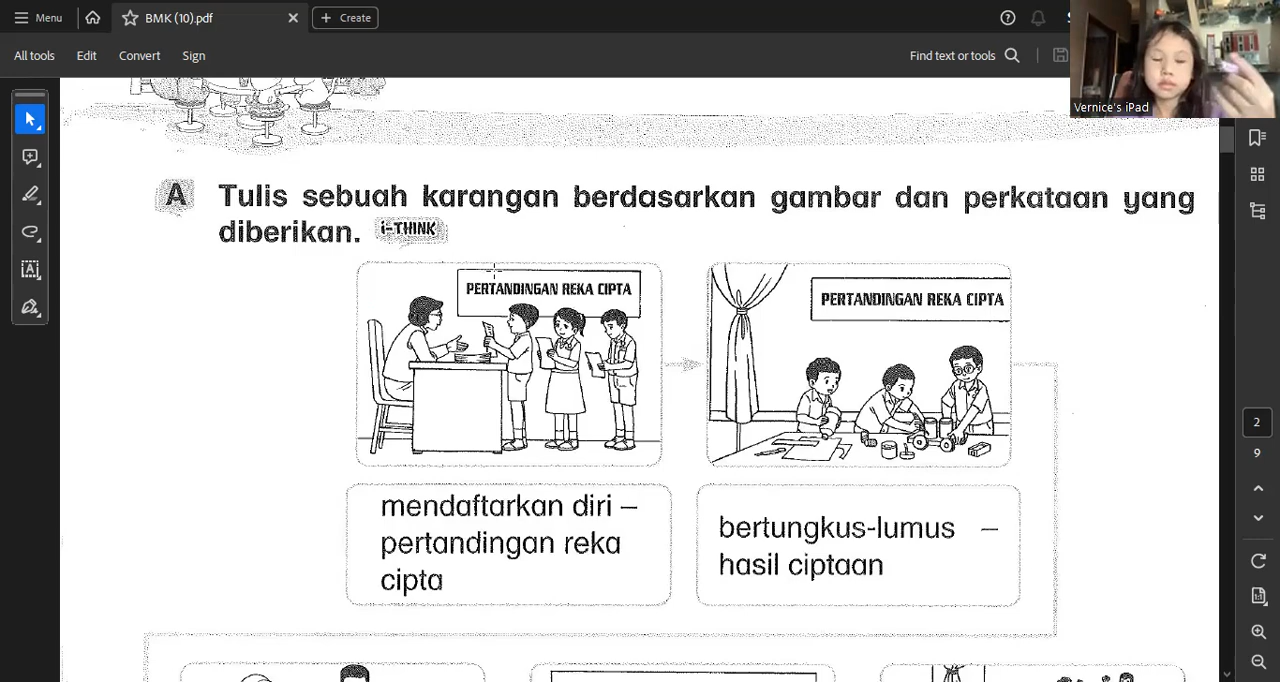 Menu
BMK (10).pdf
Create
All tools
Edit
Convert
Sign
Find text or tools
Vernice's iPad
A Tulis sebuah karangan berdasarkan gambar dan perkataan yang
diberikan. i-THINK
PERTANDINGAN REKA CIPTA
PERTANDINGAN REKA CIPTA
mendaftarkan diri –
pertandingan reka
cipta
bertungkus-lumus –
hasil ciptaan
2
9